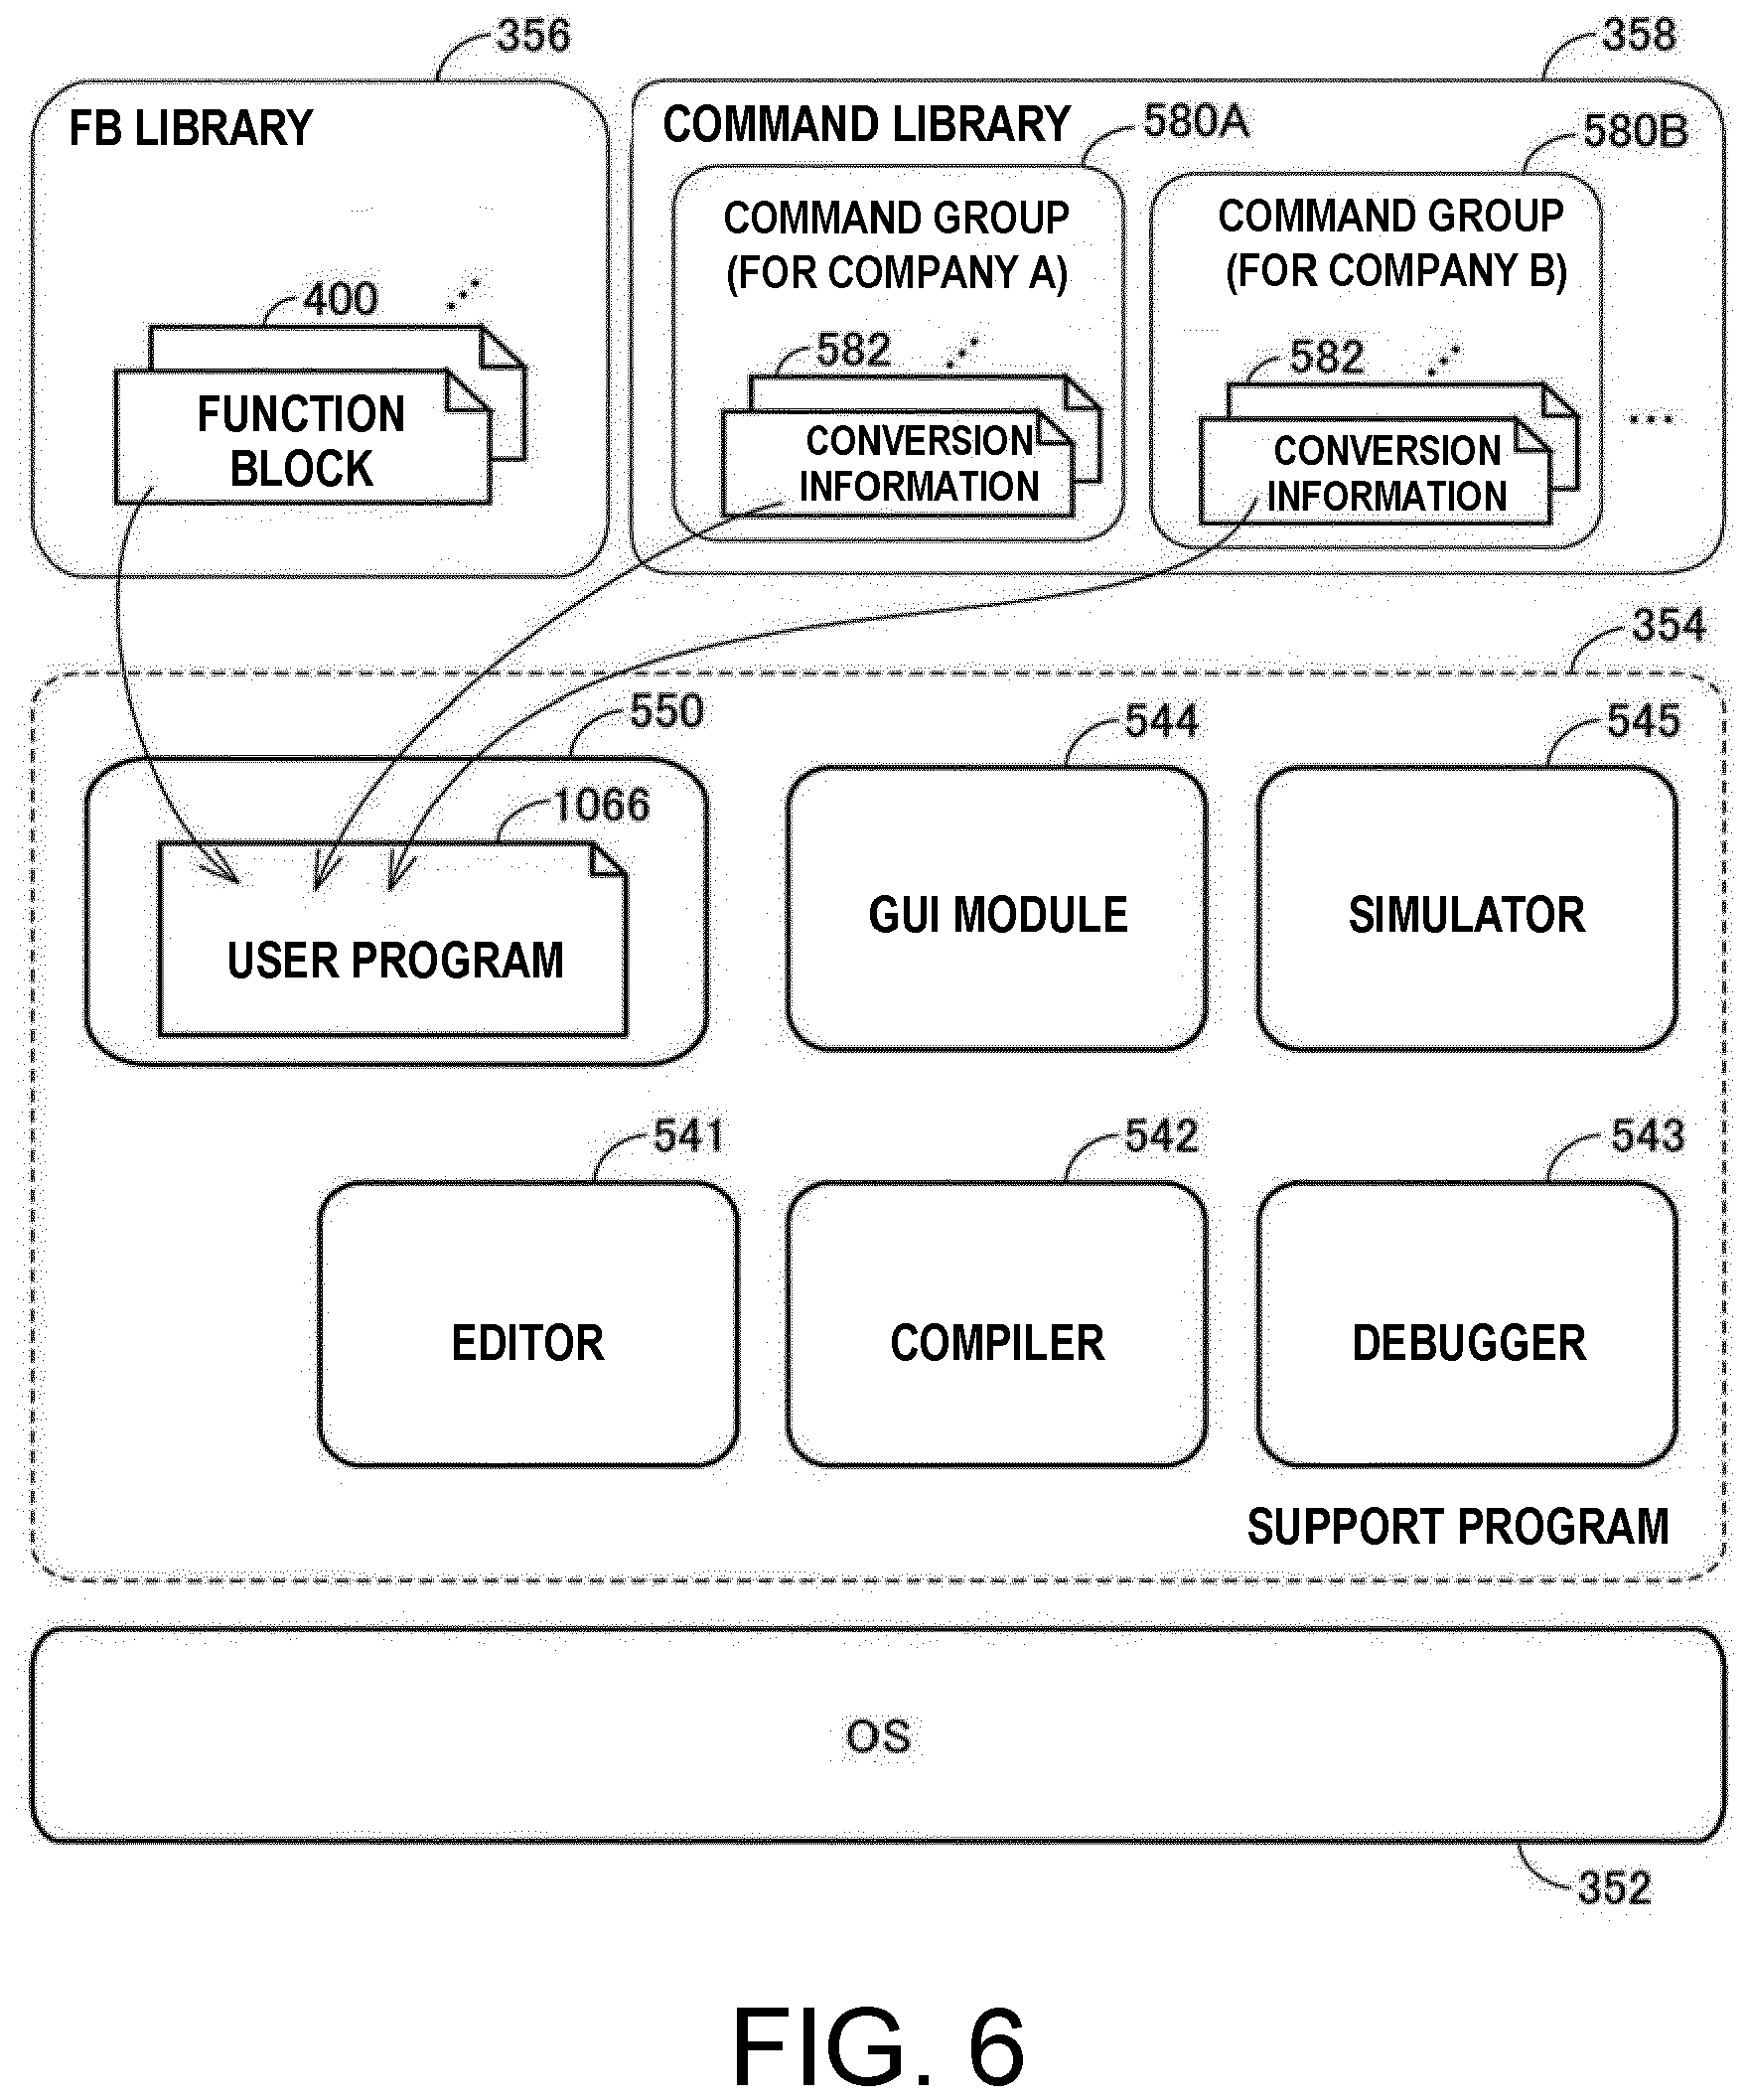 356
358
FB LIBRARY
COMMAND LIBRARY
580A
580B
COMMAND GROUP
(FOR COMPANY A)
COMMAND GROUP
(FOR COMPANY B)
400
582
582
FUNCTION
BLOCK
CONVERSION
INFORMATION
CONVERSION
INFORMATION
...
354
550
544
545
1066
USER PROGRAM
GUI MODULE
SIMULATOR
541
542
543
EDITOR
COMPILER
DEBUGGER
SUPPORT PROGRAM
OS
352
FIG. 6